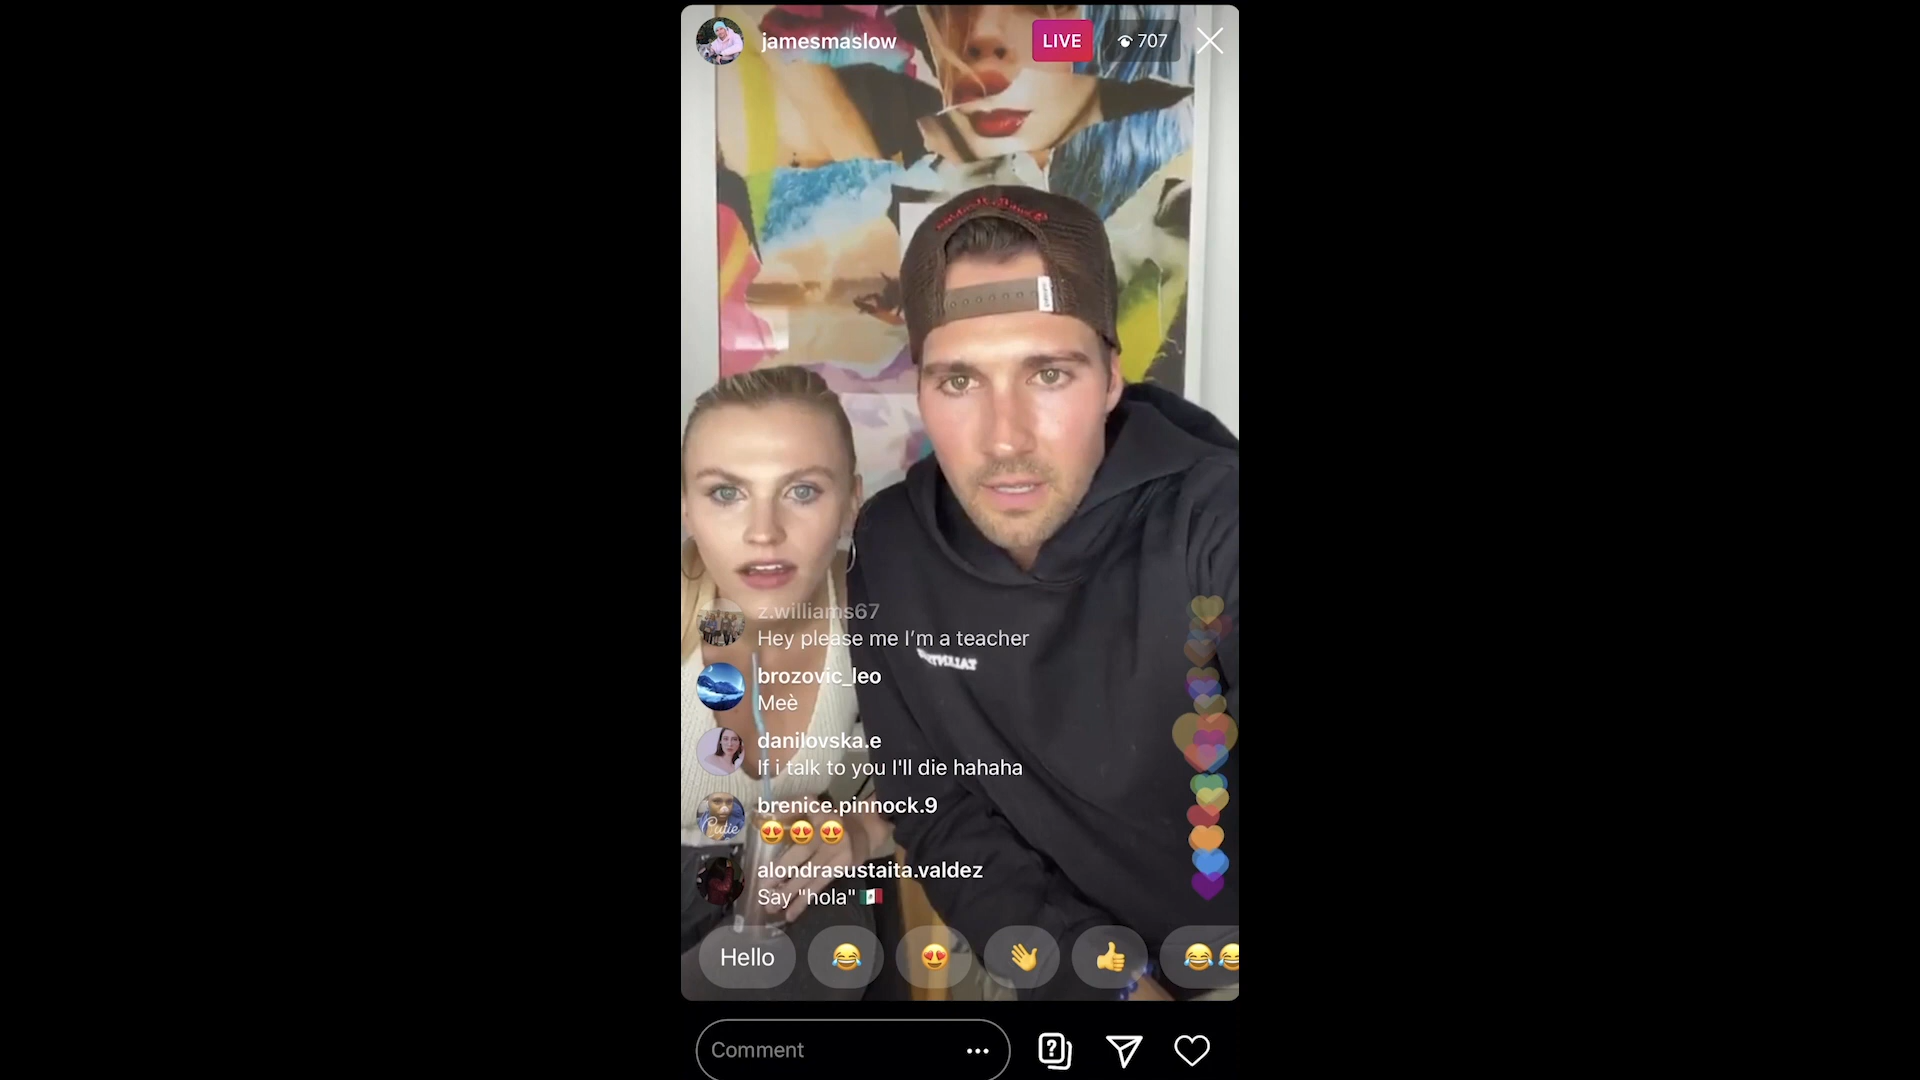 jamesmaslow
LIVE
707
z.williams67
Hey please me I'm a teacher
brozovic_leo
Meè
danilovska.e
If i talk to you I'll die hahaha
brenice.pinnock.9
😍😍😍
alondrasustaita.valdez
Say "hola"🇲🇽
Hello
😂
😍
👋
👍
😂😂
Comment